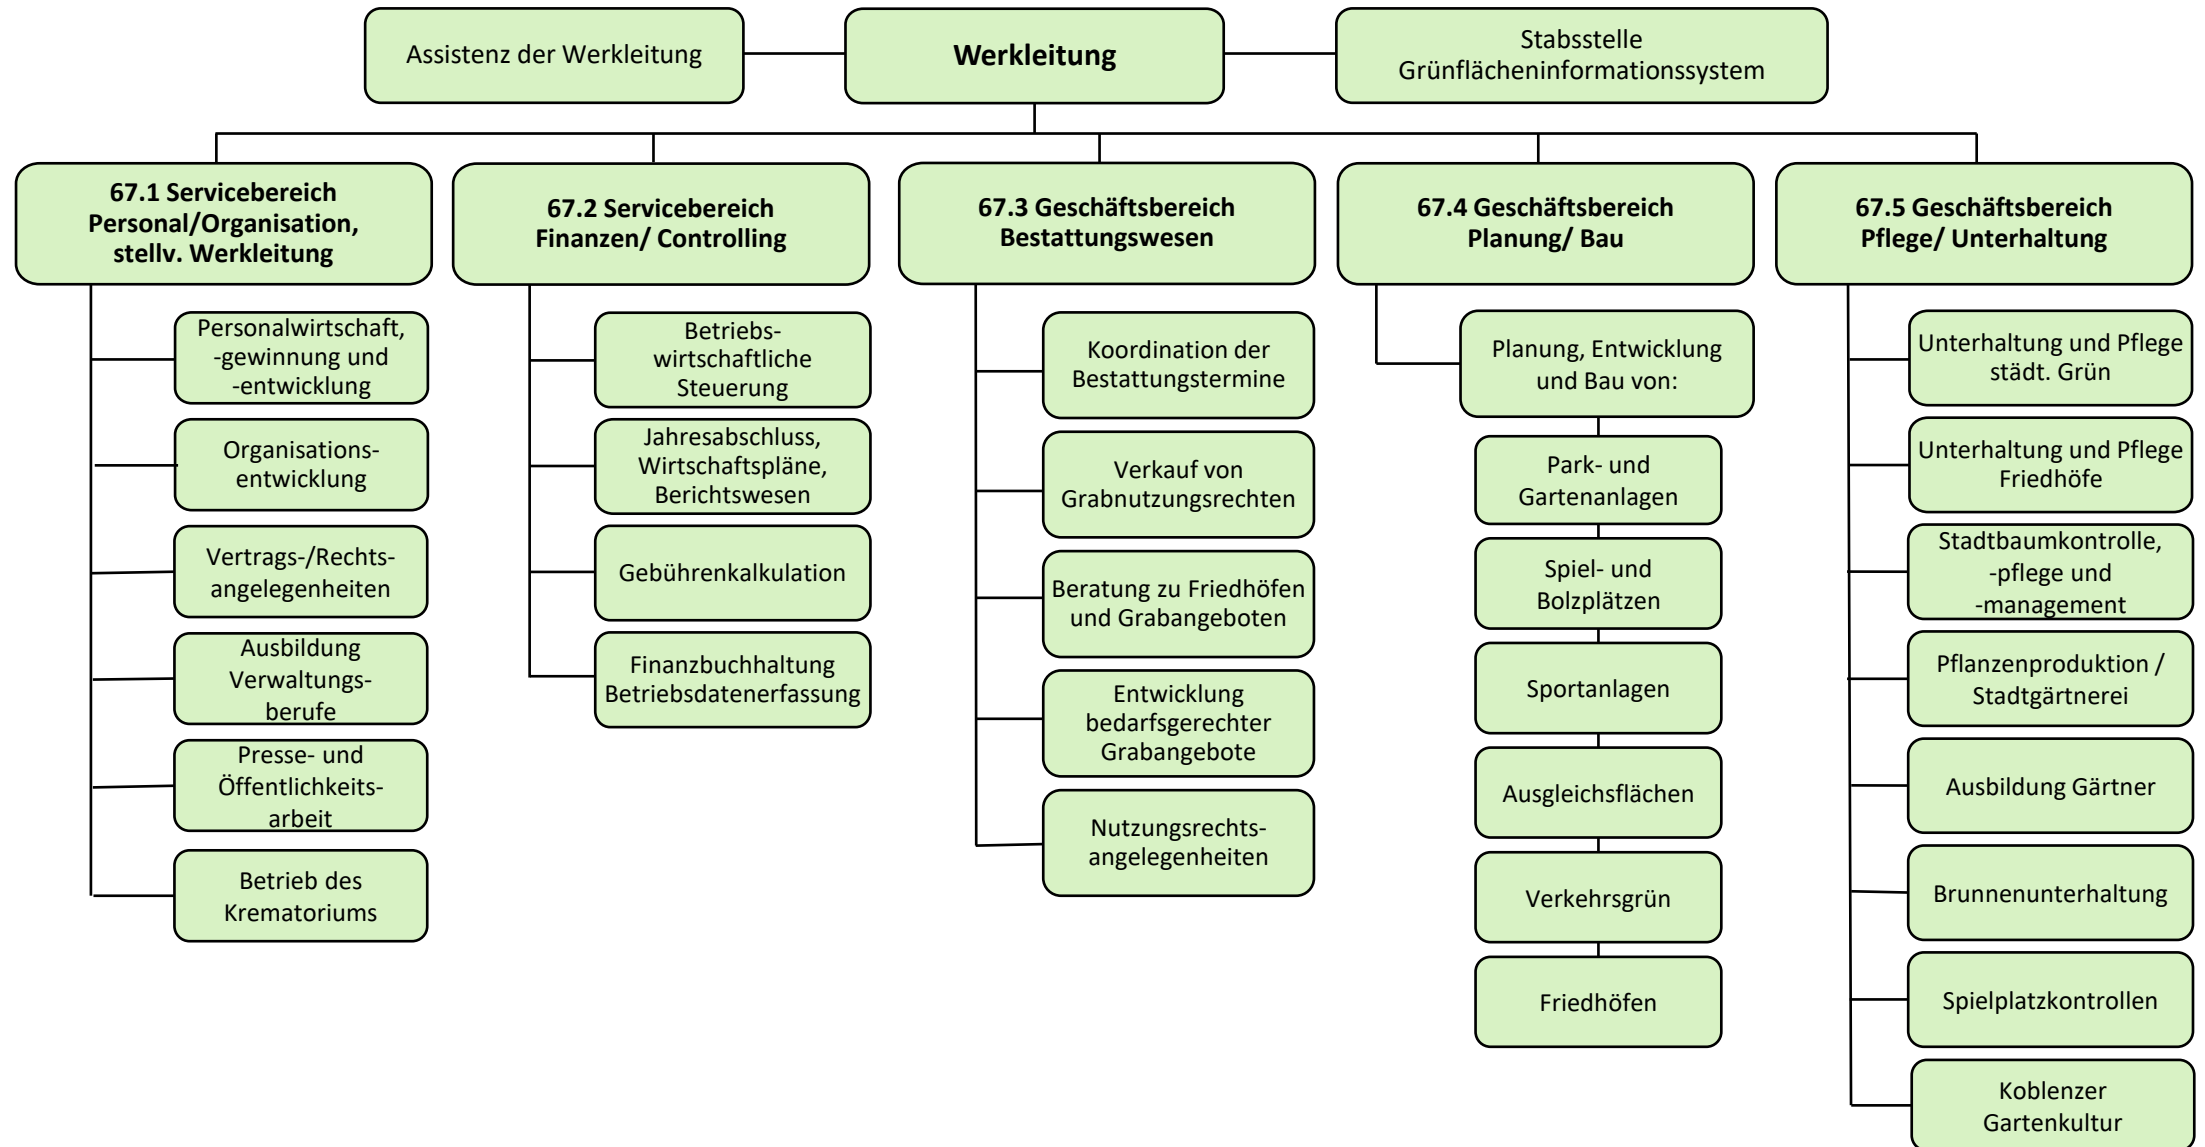 Assistenz der Werkleitung
Werkleitung
Stabsstelle
Grünflächeninformationssystem
67.1 Servicebereich
Personal/Organisation,
stellv. Werkleitung
Personalwirtschaft,
-gewinnung und
-entwicklung
Organisations-
entwicklung
Vertrags-/Rechts-
angelegenheiten
Ausbildung
Verwaltungs-
berufe
Presse- und
Öffentlichkeits-
arbeit
Betrieb des
Krematoriums
67.2 Servicebereich
Finanzen/ Controlling
Betriebs-
wirtschaftliche
Steuerung
Jahresabschluss,
Wirtschaftspläne,
Berichtswesen
Gebührenkalkulation
Finanzbuchhaltung
Betriebsdatenerfassung
67.3 Geschäftsbereich
Bestattungswesen
Koordination der
Bestattungstermine
Verkauf von
Grabnutzungsrechten
Beratung zu Friedhöfen
und Grabangeboten
Entwicklung
bedarfsgerechter
Grabangebote
Nutzungsrechts-
angelegenheiten
67.4 Geschäftsbereich
Planung/ Bau
Planung, Entwicklung
und Bau von:
Park- und
Gartenanlagen
Spiel- und
Bolzplätzen
Sportanlagen
Ausgleichsflächen
Verkehrsgrün
Friedhöfen
67.5 Geschäftsbereich
Pflege/ Unterhaltung
Unterhaltung und Pflege
städt. Grün
Unterhaltung und Pflege
Friedhöfe
Stadtbaumkontrolle,
-pflege und
-management
Pflanzenproduktion /
Stadtgärtnerei
Ausbildung Gärtner
Brunnenunterhaltung
Spielplatzkontrollen
Koblenzer
Gartenkultur